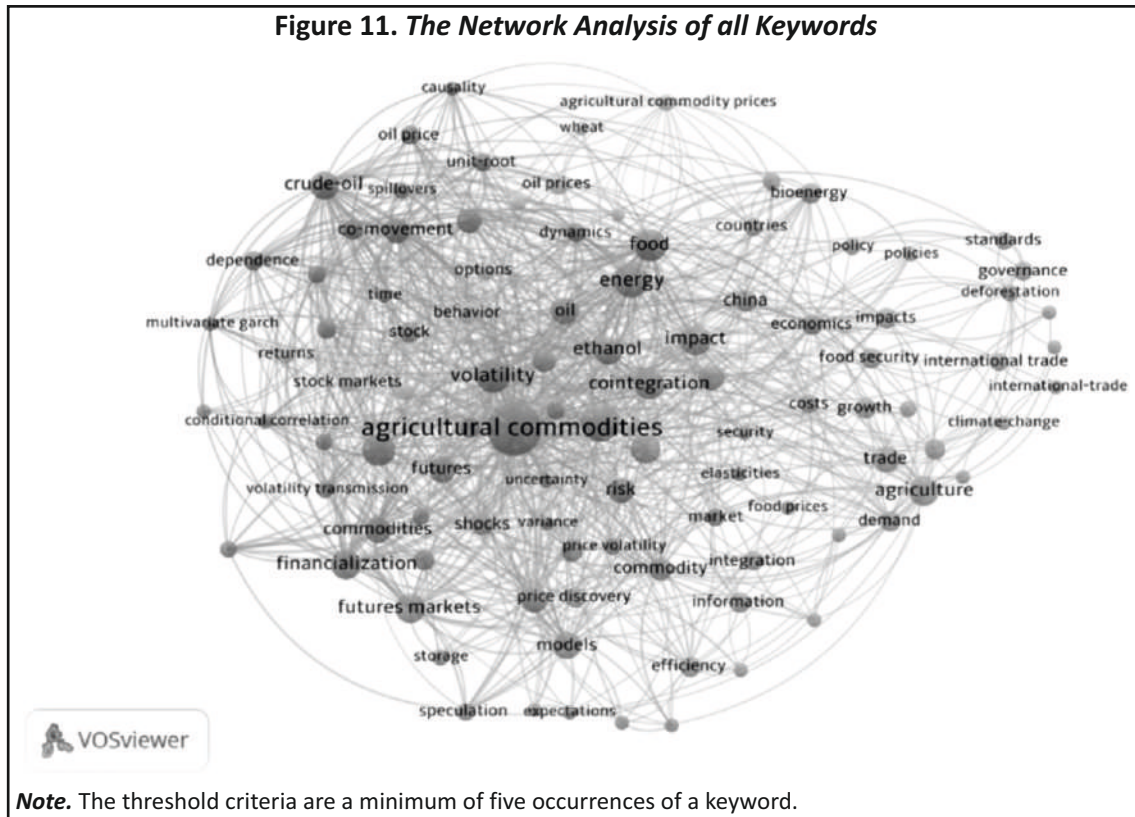 Figure 11. The Network Analysis of all Keywords
causality
agricultural commodity prices
wheat
oil price
unit-root
crude-oil
spillovers
oil prices
bioenergy
co-movement
dynamics
food
countries
policy
policies
standards
dependence
options
energy
governance
time
china
deforestation
behavior
oil
multivariate garch
stock
economics
impacts
returns
ethanol
impact
food security
international trade
stock markets
volatility
cointegration
international-trade
costs
growth
conditional correlation
agricultural commodities
security
climate-change
futures
trade
volatility transmission
uncertainty
risk
elasticities
agriculture
commodities
shocks
variance
market
food prices
demand
price volatility
financialization
commodity
integration
futures markets
price discovery
information
storage
models
efficiency
speculation
expectations
VOSviewer
Note. The threshold criteria are a minimum of five occurrences of a keyword.